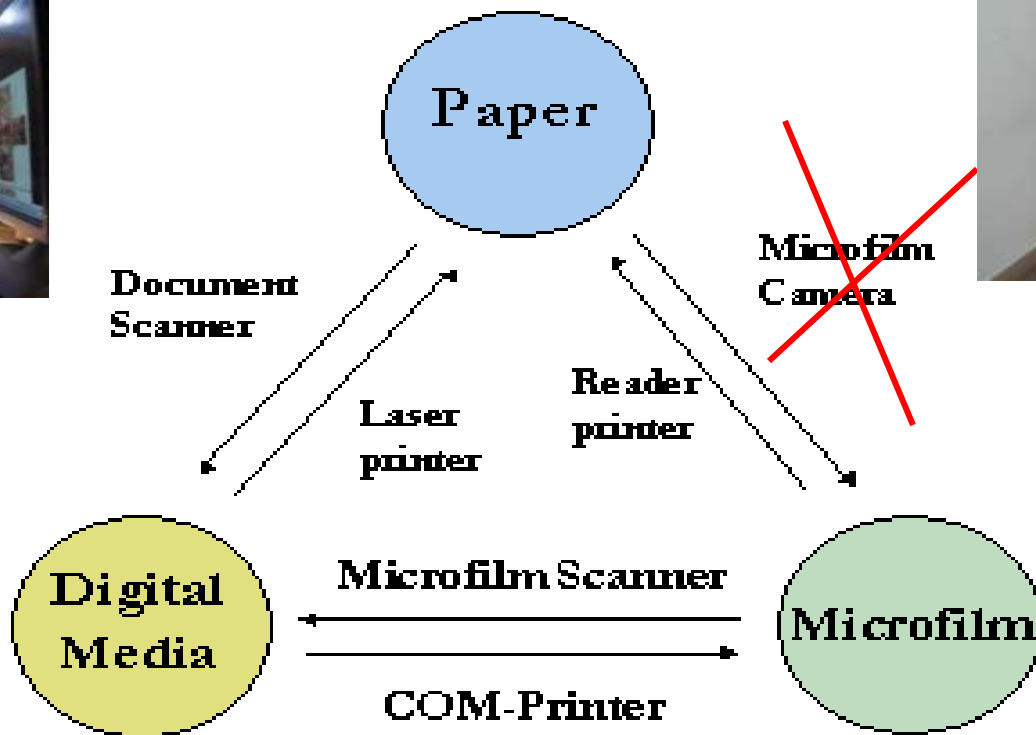 Paper
Microfilm
Camera
Document
Scanner
Reader
printer
Laser
printer
Digital
Media
Microfilm Scanner
Microfilm
COM-Printer